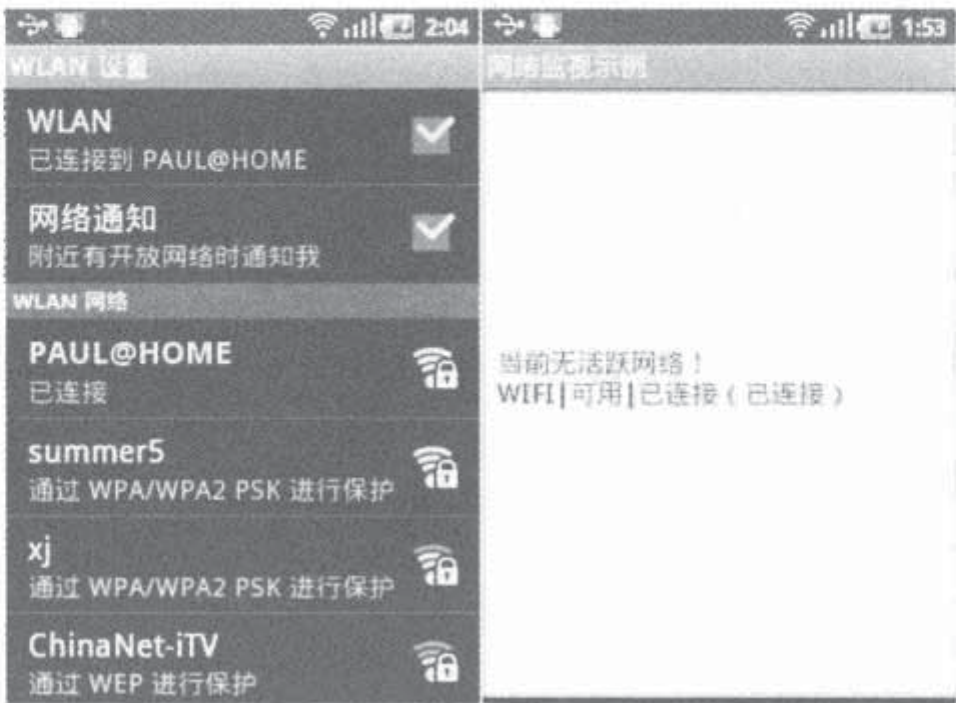 2:04
WLAN 设置
WLAN
已连接到 PAUL@HOME
网络通知
附近有开放网络时通知我
WLAN 网络
PAUL@HOME
已连接
summer5
通过 WPA/WPA2 PSK 进行保护
xj
通过 WPA/WPA2 PSK 进行保护
ChinaNet-iTV
通过 WEP 进行保护
1:53
网络监视示例
当前无活跃网络！
WIFI|可用|已连接（已连接）